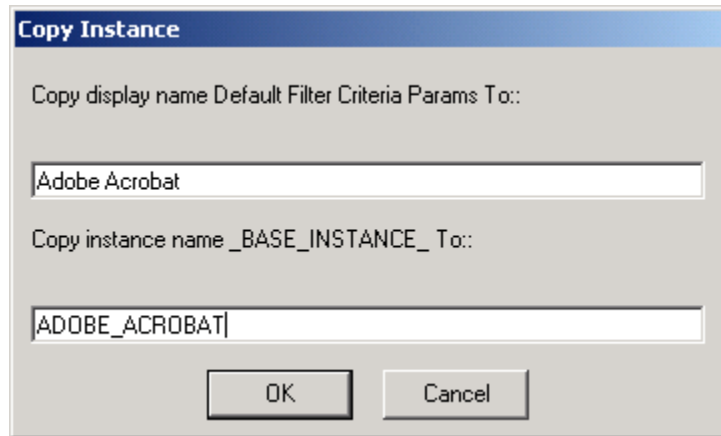 Copy Instance
Copy display name Default Filter Criteria Params To::
Adobe Acrobat
Copy instance name _BASE_INSTANCE_ To::
ADOBE_ACROBAT
OK Cancel